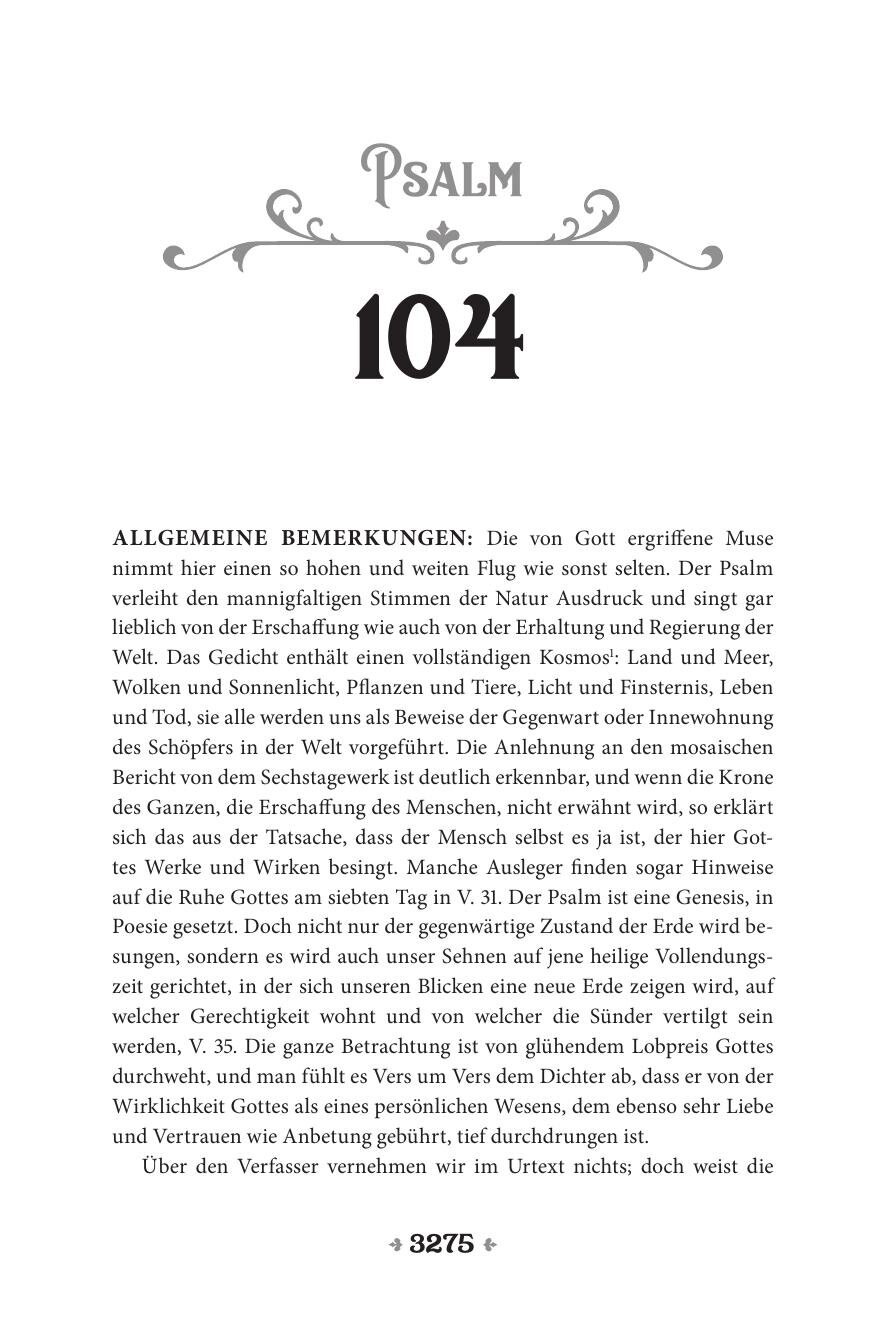 Psalm
104
ALLGEMEINE BEMERKUNGEN: Die von Gott ergriffene Muse
nimmt hier einen so hohen und weiten Flug wie sonst selten. Der Psalm
verleiht den mannigfaltigen Stimmen der Natur Ausdruck und singt gar
lieblich von der Erschaffung wie auch von der Erhaltung und Regierung der
Welt. Das Gedicht enthält einen vollständigen Kosmos¹: Land und Meer,
Wolken und Sonnenlicht, Pflanzen und Tiere, Licht und Finsternis, Leben
und Tod, sie alle werden uns als Beweise der Gegenwart oder Innewohnung
des Schöpfers in der Welt vorgeführt. Die Anlehnung an den mosaischen
Bericht von dem Sechstagewerk ist deutlich erkennbar, und wenn die Krone
des Ganzen, die Erschaffung des Menschen, nicht erwähnt wird, so erklärt
sich das aus der Tatsache, dass der Mensch selbst es ja ist, der hier Got-
tes Werke und Wirken besingt. Manche Ausleger finden sogar Hinweise
auf die Ruhe Gottes am siebten Tag in V. 31. Der Psalm ist eine Genesis, in
Poesie gesetzt. Doch nicht nur der gegenwärtige Zustand der Erde wird be-
sungen, sondern es wird auch unser Sehnen auf jene heilige Vollendungs-
zeit gerichtet, in der sich unseren Blicken eine neue Erde zeigen wird, auf
welcher Gerechtigkeit wohnt und von welcher die Sünder vertilgt sein
werden, V. 35. Die ganze Betrachtung ist von glühendem Lobpreis Gottes
durchweht, und man fühlt es Vers um Vers dem Dichter ab, dass er von der
Wirklichkeit Gottes als eines persönlichen Wesens, dem ebenso sehr Liebe
und Vertrauen wie Anbetung gebührt, tief durchdrungen ist.
Über den Verfasser vernehmen wir im Urtext nichts; doch weist die
3275